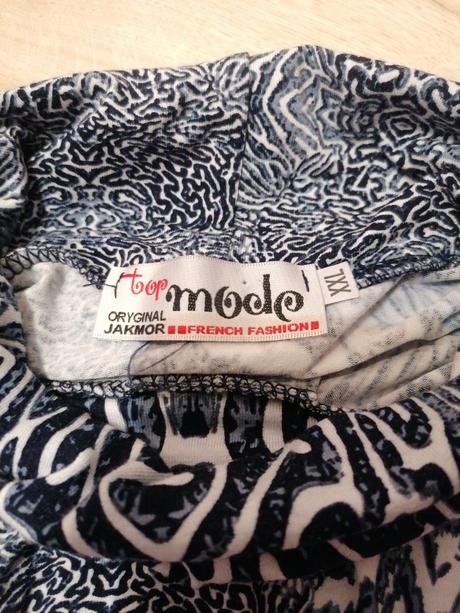 top mode
ORYGINAL
JAKMOR FRENCH FASHION
XXL